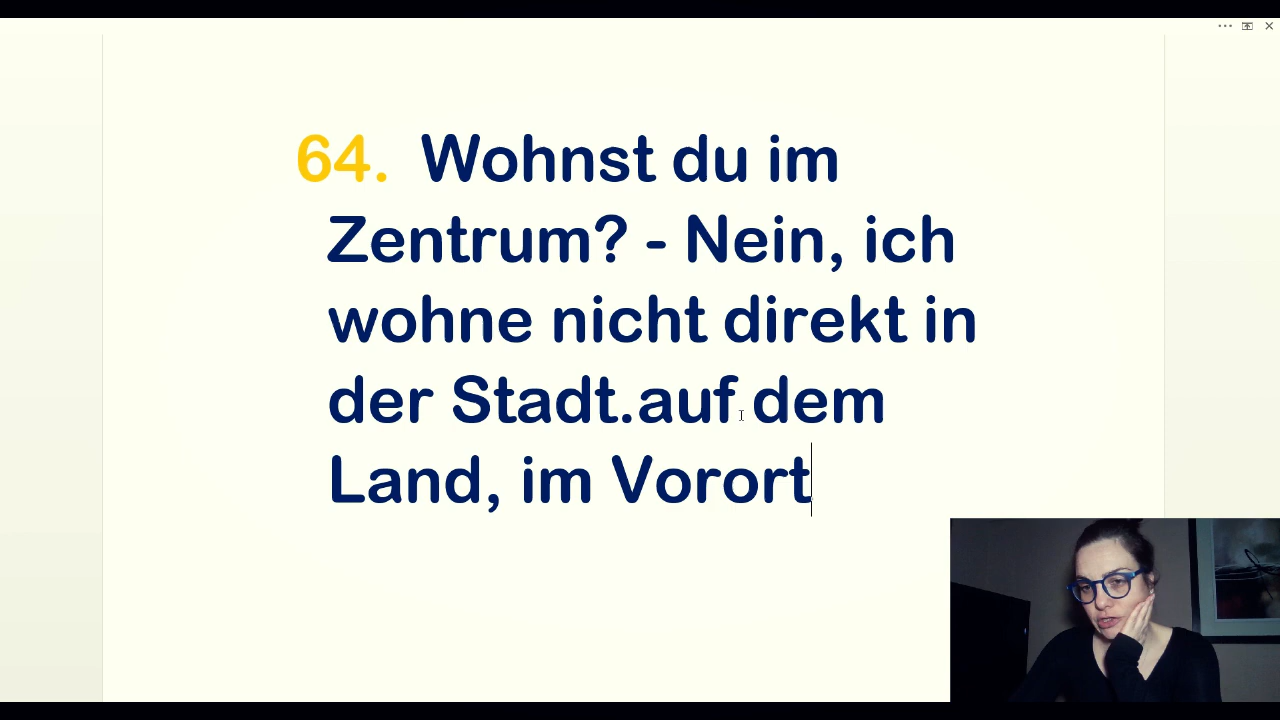 64. Wohnst du im
Zentrum? - Nein, ich
wohne nicht direkt in
der Stadt.auf dem
Land, im Vorort